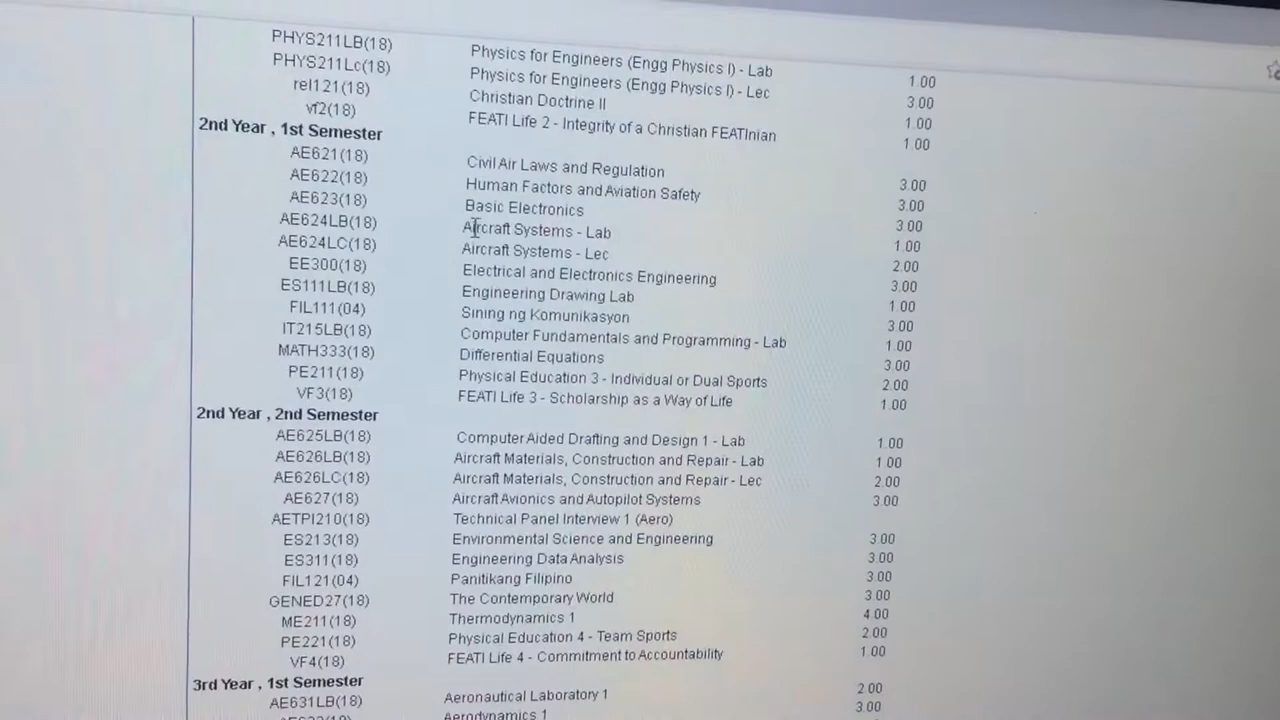 PHYS211LB(18) Physics for Engineers (Engg Physics I) - Lab 1.00
PHYS211Lc(18) Physics for Engineers (Engg Physics I) - Lec 3.00
rel121(18) Christian Doctrine II 1.00
vf2(18) FEATI Life 2 - Integrity of a Christian FEATInian 1.00
2nd Year , 1st Semester
AE621(18) Civil Air Laws and Regulation 3.00
AE622(18) Human Factors and Aviation Safety 3.00
AE623(18) Basic Electronics 3.00
AE624LB(18) Aircraft Systems - Lab 1.00
AE624LC(18) Aircraft Systems - Lec 2.00
EE300(18) Electrical and Electronics Engineering 3.00
ES111LB(18) Engineering Drawing Lab 1.00
FIL111(04) Sining ng Komunikasyon 3.00
IT215LB(18) Computer Fundamentals and Programming - Lab 1.00
MATH333(18) Differential Equations 3.00
PE211(18) Physical Education 3 - Individual or Dual Sports 2.00
VF3(18) FEATI Life 3 - Scholarship as a Way of Life 1.00
2nd Year , 2nd Semester
AE625LB(18) Computer Aided Drafting and Design 1 - Lab 1.00
AE626LB(18) Aircraft Materials, Construction and Repair - Lab 1.00
AE626LC(18) Aircraft Materials, Construction and Repair - Lec 2.00
AE627(18) Aircraft Avionics and Autopilot Systems 3.00
AETPI210(18) Technical Panel Interview 1 (Aero)
ES213(18) Environmental Science and Engineering 3.00
ES311(18) Engineering Data Analysis 3.00
FIL121(04) Panitikang Filipino 3.00
GENED27(18) The Contemporary World 3.00
ME211(18) Thermodynamics 1 4.00
PE221(18) Physical Education 4 - Team Sports 2.00
VF4(18) FEATI Life 4 - Commitment to Accountability 1.00
3rd Year , 1st Semester
AE631LB(18) Aeronautical Laboratory 1 2.00
Aerodynamics 1 3.00